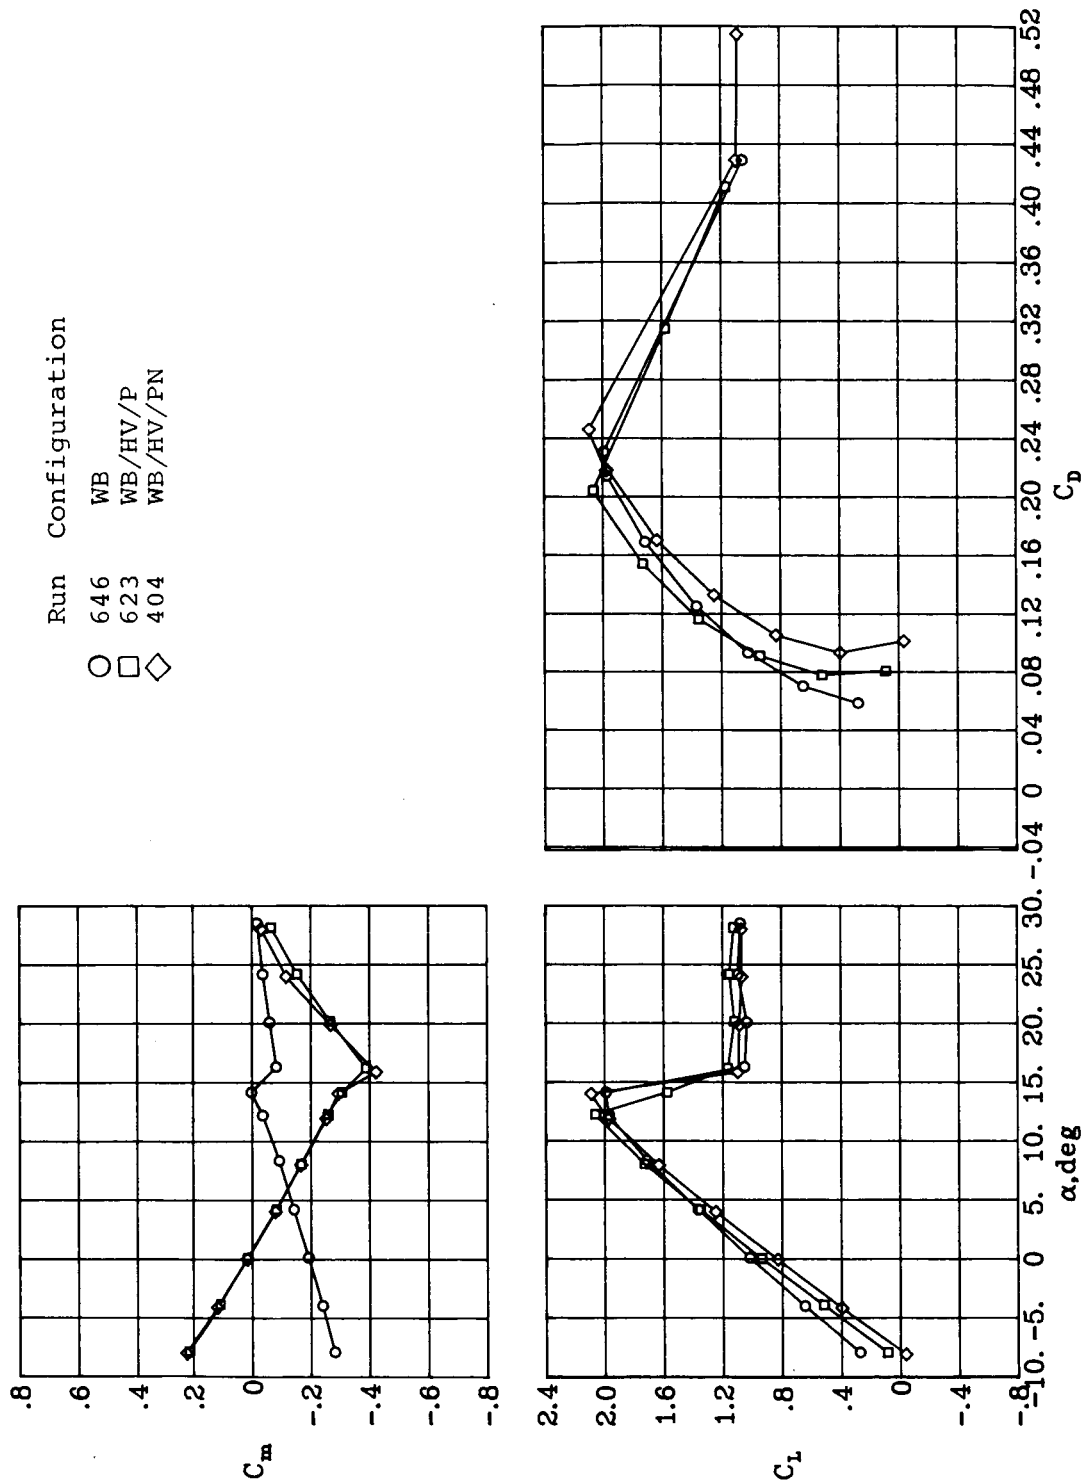 Run Configuration
646 WB
623 WB/HV/P
404 WB/HV/PN
.8
.6
.4
.2
0
-.2
-.4
-.6
-.8
C_m
2.4
2.0
1.6
1.2
.8
.4
0
-.4
-.8
C_L
-10. -5. 0 5. 10. 15. 20. 25. 30.
α,deg
-.04 0 .04 .08 .12 .16 .20 .24 .28 .32 .36 .40 .44 .48 .52
C_D